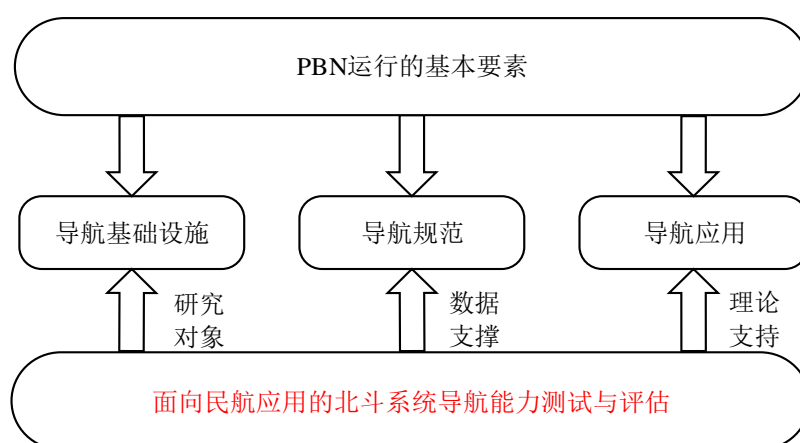 PBN运行的基本要素
导航基础设施
导航规范
导航应用
研究
对象
数据
支撑
理论
支持
面向民航应用的北斗系统导航能力测试与评估